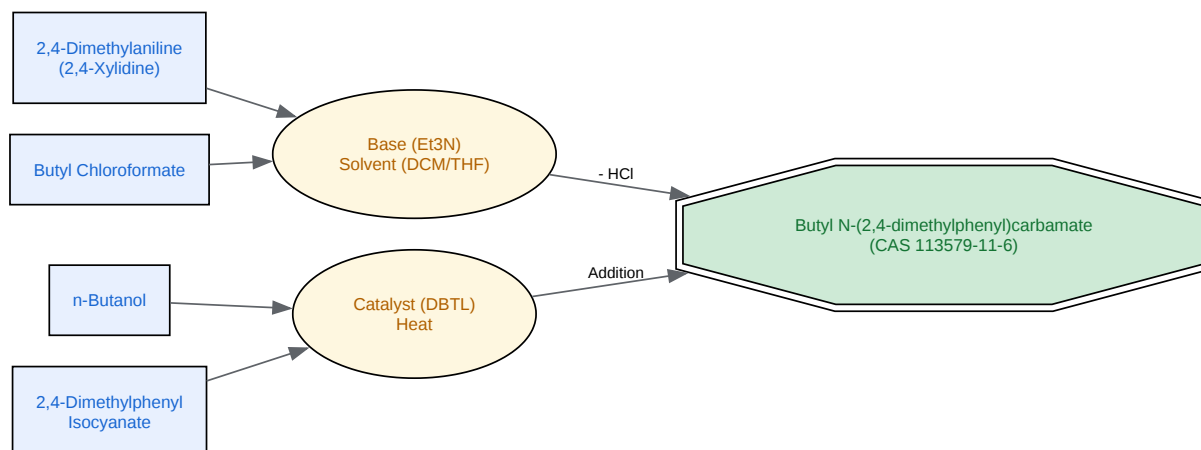 2,4-Dimethylaniline
(2,4-Xylidine)
Butyl Chloroformate
Base (Et3N)
Solvent (DCM/THF)
- HCl
n-Butanol
2,4-Dimethylphenyl
Isocyanate
Catalyst (DBTL)
Heat
Addition
Butyl N-(2,4-dimethylphenyl)carbamate
(CAS 113579-11-6)